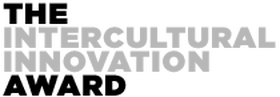 THE
INTERCULTURAL
INNOVATION
AWARD